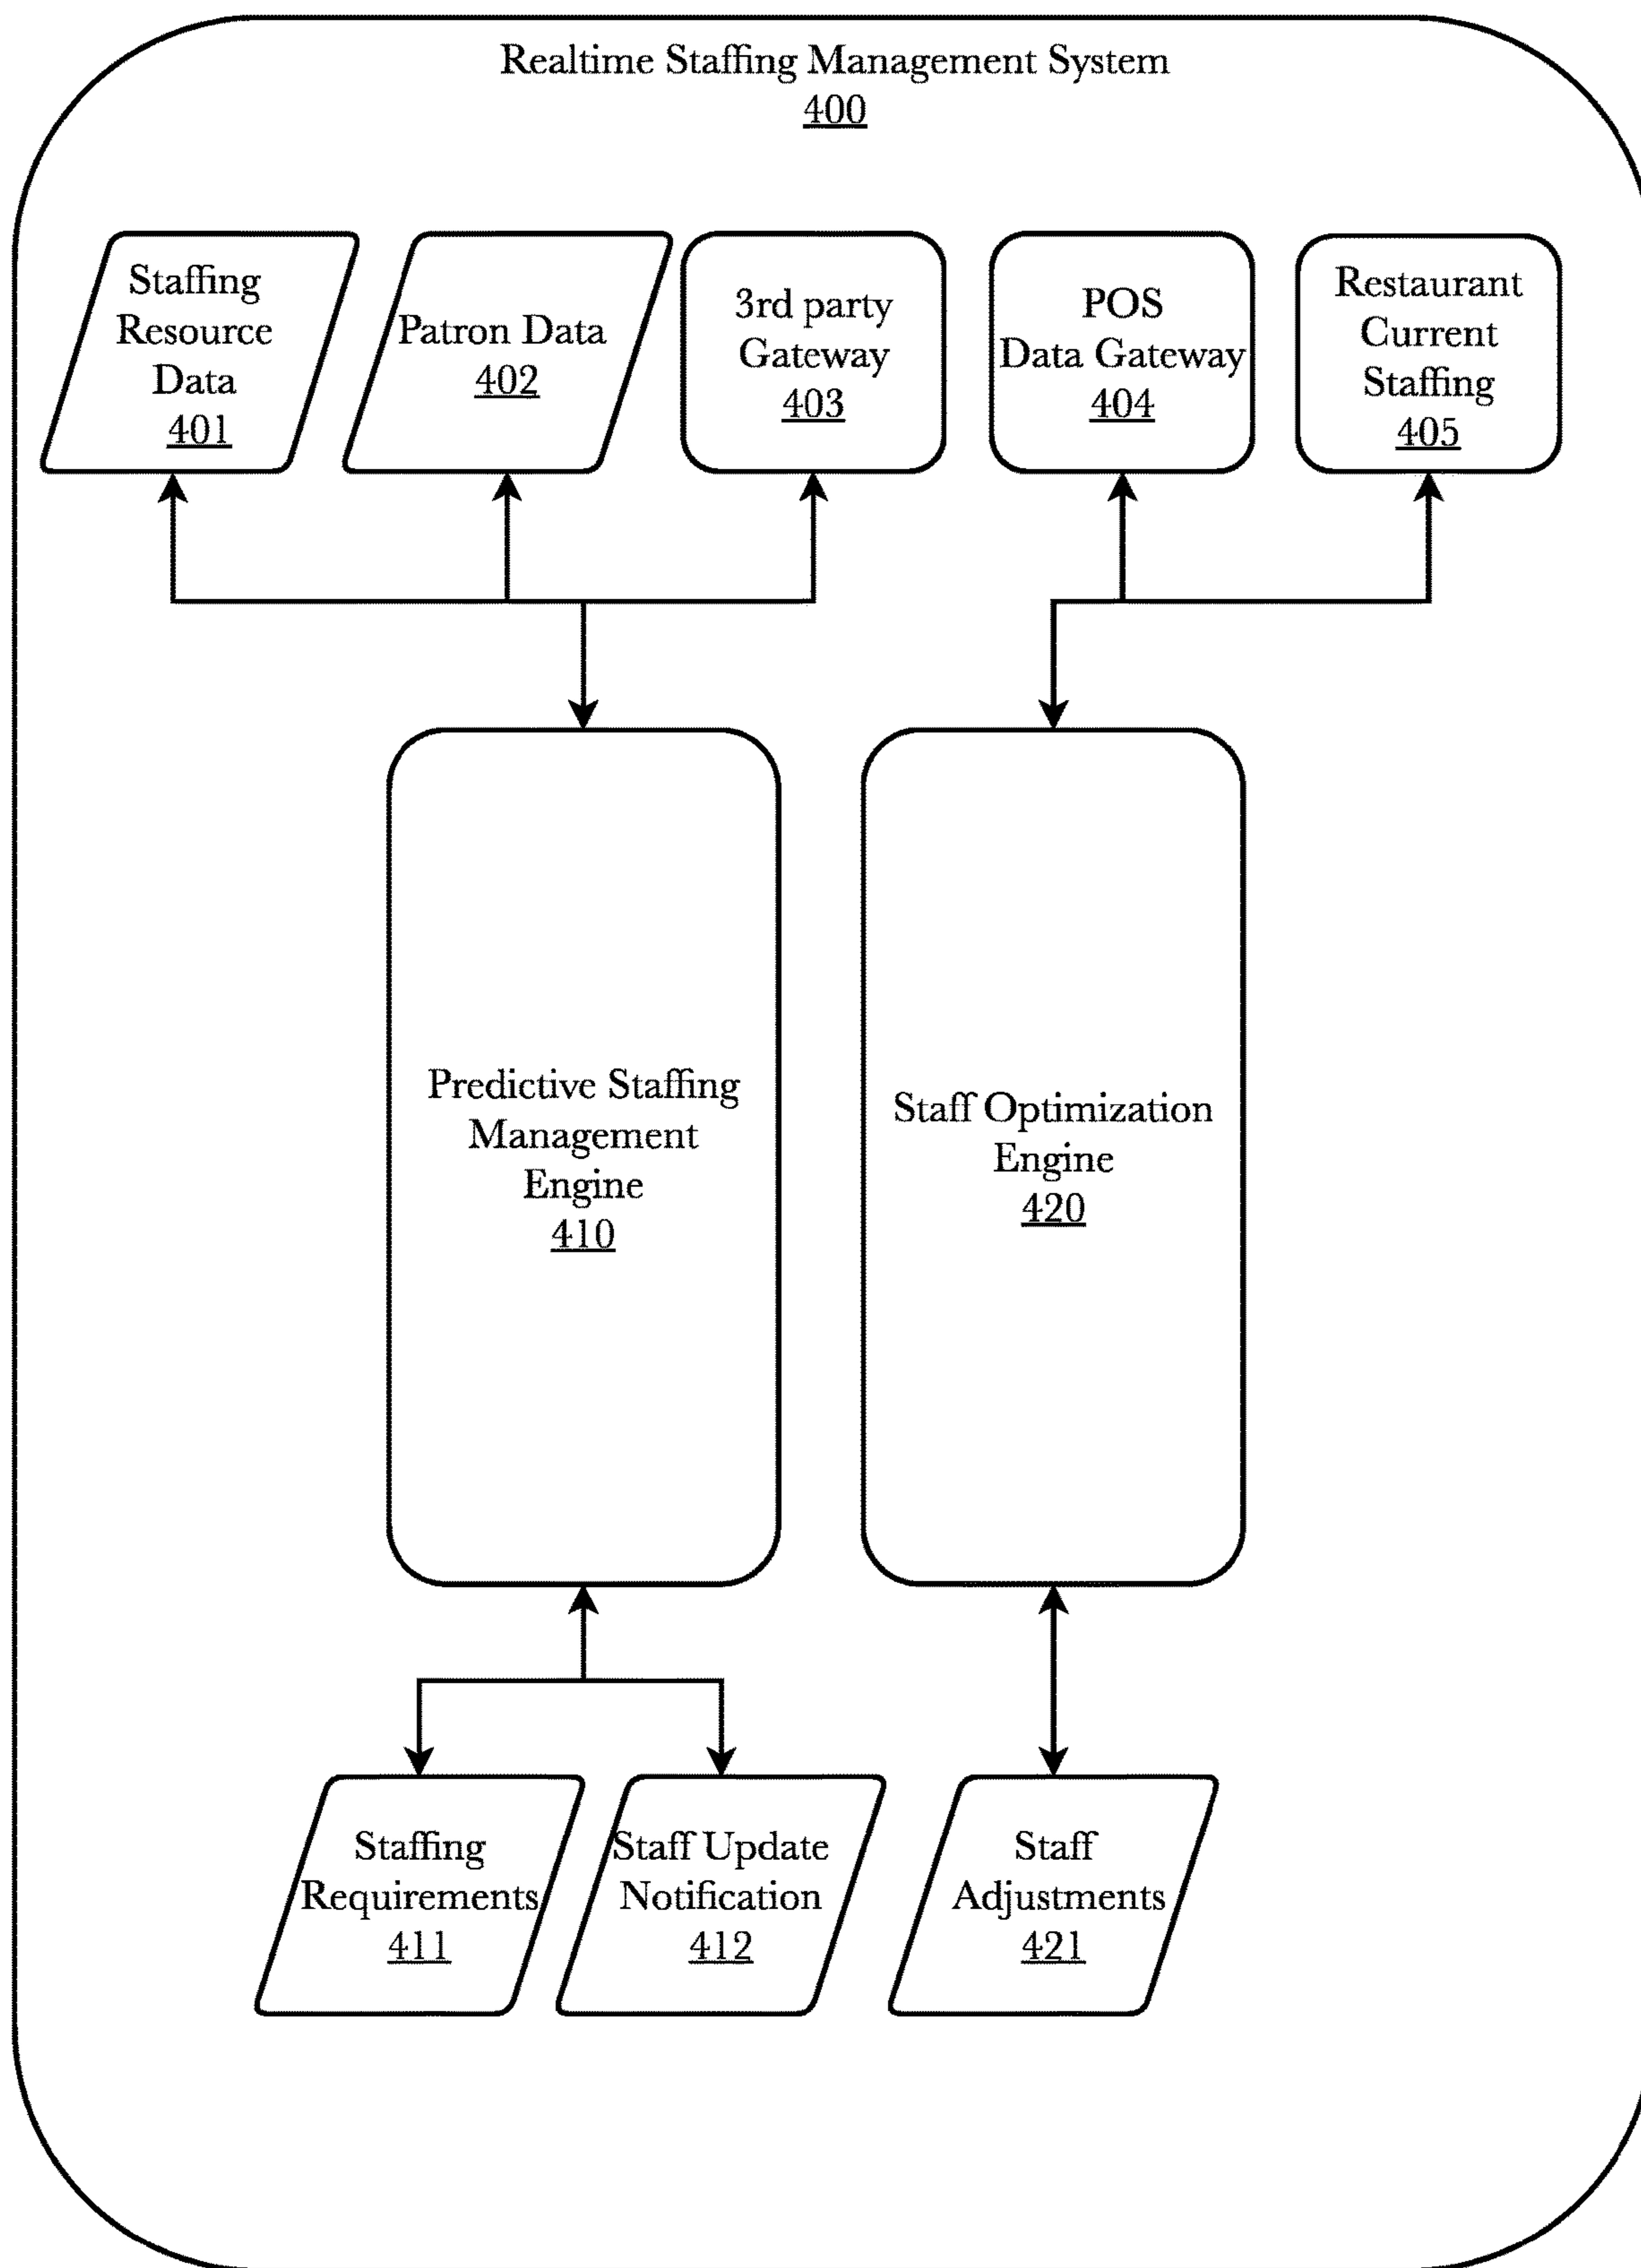 Realtime Staffing Management System
400
Staffing
Resource
Data
401
Patron Data
402
3rd party
Gateway
403
POS
Data Gateway
404
Restaurant
Current
Staffing
405
Predictive Staffing
Management
Engine
410
Staff Optimization
Engine
420
Staffing
Requirements
411
Staff Update
Notification
412
Staff
Adjustments
421